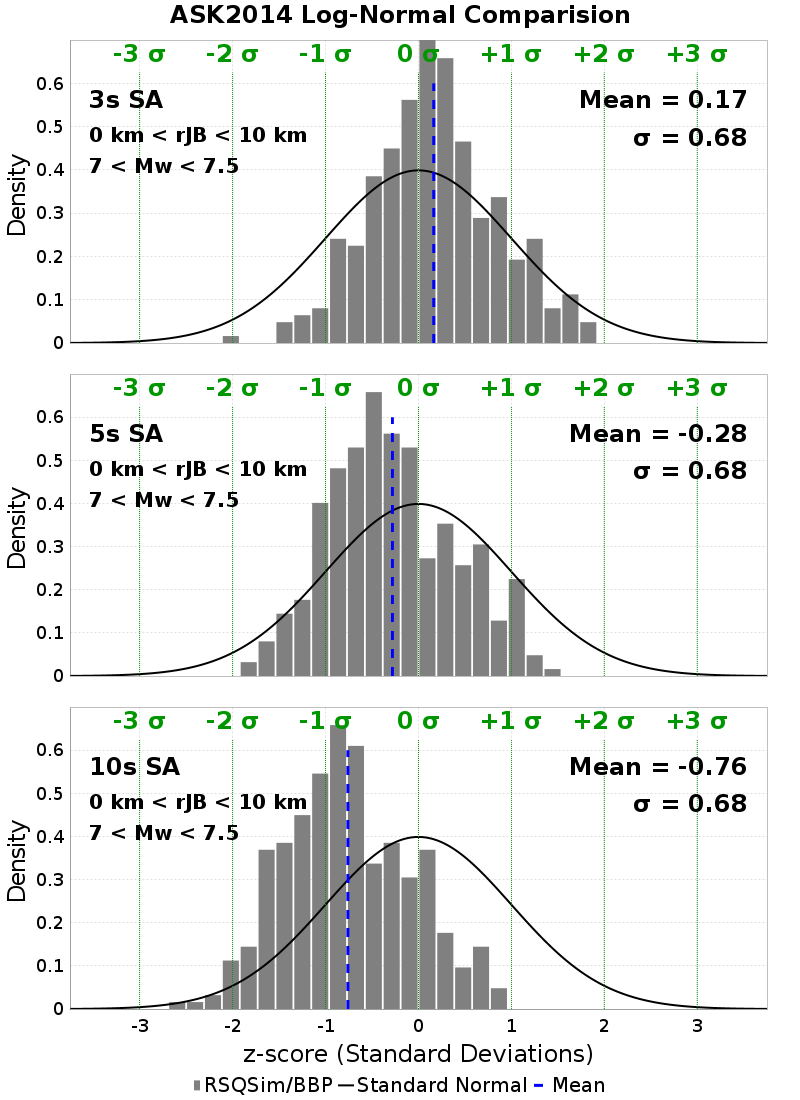 ASK2014 Log-Normal Comparision
-3 σ -2 σ -1 σ 0 σ +1 σ +2 σ +3 σ
3s SA
0 km < rJB < 10 km
7 < Mw < 7.5
Mean = 0.17
σ = 0.68
0.6
0.5
0.4
0.3
0.2
0.1
0
Density
-3 σ -2 σ -1 σ 0 σ +1 σ +2 σ +3 σ
5s SA
0 km < rJB < 10 km
7 < Mw < 7.5
Mean = -0.28
σ = 0.68
0.6
0.5
0.4
0.3
0.2
0.1
0
Density
-3 σ -2 σ -1 σ 0 σ +1 σ +2 σ +3 σ
10s SA
0 km < rJB < 10 km
7 < Mw < 7.5
Mean = -0.76
σ = 0.68
0.6
0.5
0.4
0.3
0.2
0.1
0
Density
-3 -2 -1 0 1 2 3
z-score (Standard Deviations)
RSQSim/BBP Standard Normal Mean